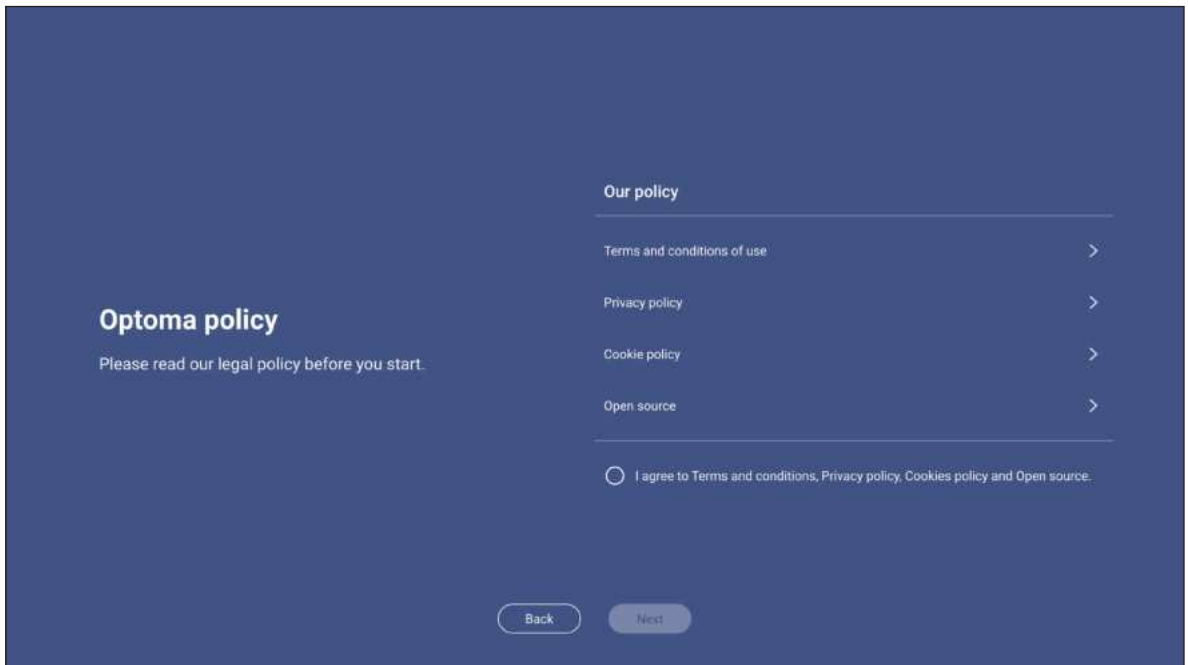 Optoma policy
Please read our legal policy before you start.
Our policy
Terms and conditions of use
Privacy policy
Cookie policy
Open source
I agree to Terms and conditions, Privacy policy, Cookies policy and Open source.
Back
Next